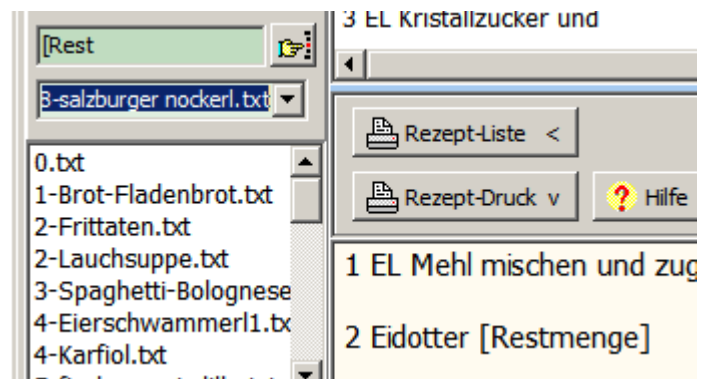 [Rest
3-salzburger nockerl.txt
0.txt
1-Brot-Fladenbrot.txt
2-Frittaten.txt
2-Lauchsuppe.txt
3-Spaghetti-Bolognese
4-Eierschwammerl1.tx
4-Karfiol.txt
3 EL Kristallzucker und
Rezept-Liste <
Rezept-Druck v
? Hilfe
1 EL Mehl mischen und zug
2 Eidotter [Restmenge]